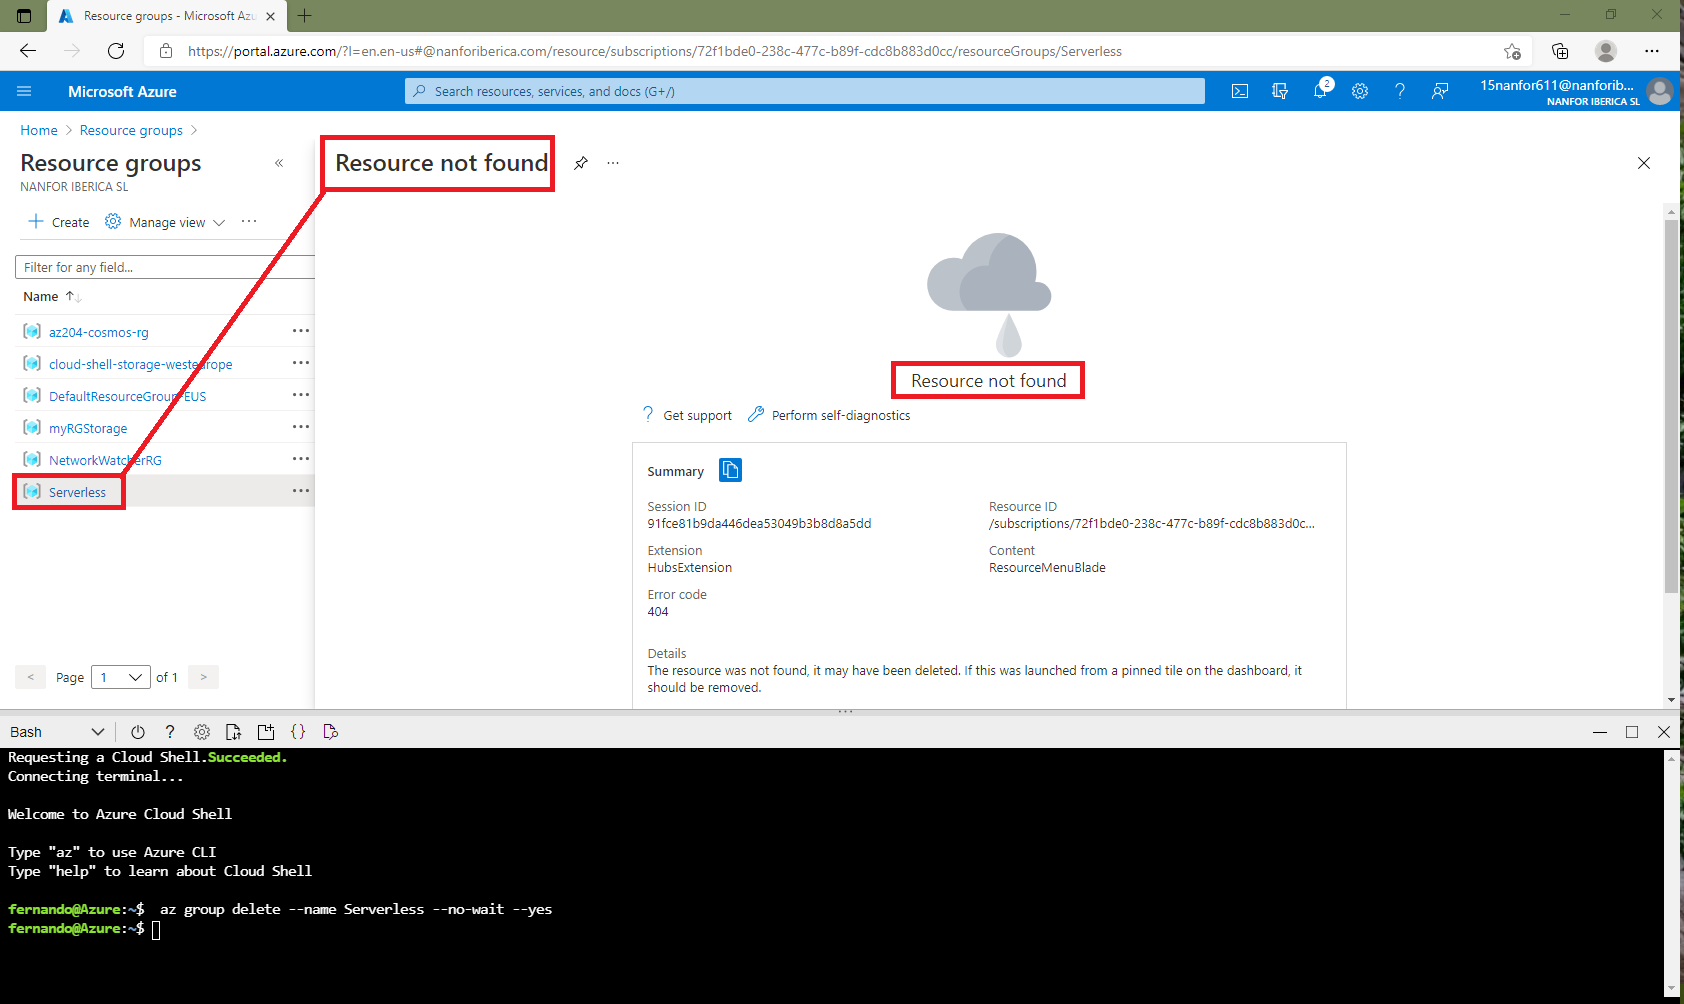 Resource groups - Microsoft Azu
https://portal.azure.com/?l=en.en-us#@nanforiberica.com/resource/subscriptions/72f1bde0-238c-477c-b89f-cdc8b883d0cc/resourceGroups/Serverless
Microsoft Azure
Search resources, services, and docs (G+/)
2
15nanfor611@nanforib...
NANFOR IBERICA SL
Home > Resource groups >
Resource groups
NANFOR IBERICA SL
«
Resource not found
...
+ Create
Manage view
...
Filter for any field...
Name
az204-cosmos-rg
cloud-shell-storage-westeurope
DefaultResourceGroup-EUS
myRGStorage
NetworkWatcherRG
Serverless
Page 1 of 1
Resource not found
? Get support
Perform self-diagnostics
Summary
Session ID
91fce81b9da446dea53049b3b8d8a5dd
Resource ID
/subscriptions/72f1bde0-238c-477c-b89f-cdc8b883d0c...
Extension
HubsExtension
Content
ResourceMenuBlade
Error code
404
Details
The resource was not found, it may have been deleted. If this was launched from a pinned tile on the dashboard, it
should be removed.
Bash
Requesting a Cloud Shell.Succeeded.
Connecting terminal...
Welcome to Azure Cloud Shell
Type "az" to use Azure CLI
Type "help" to learn about Cloud Shell
fernando@Azure:~$ az group delete --name Serverless --no-wait --yes
fernando@Azure:~$